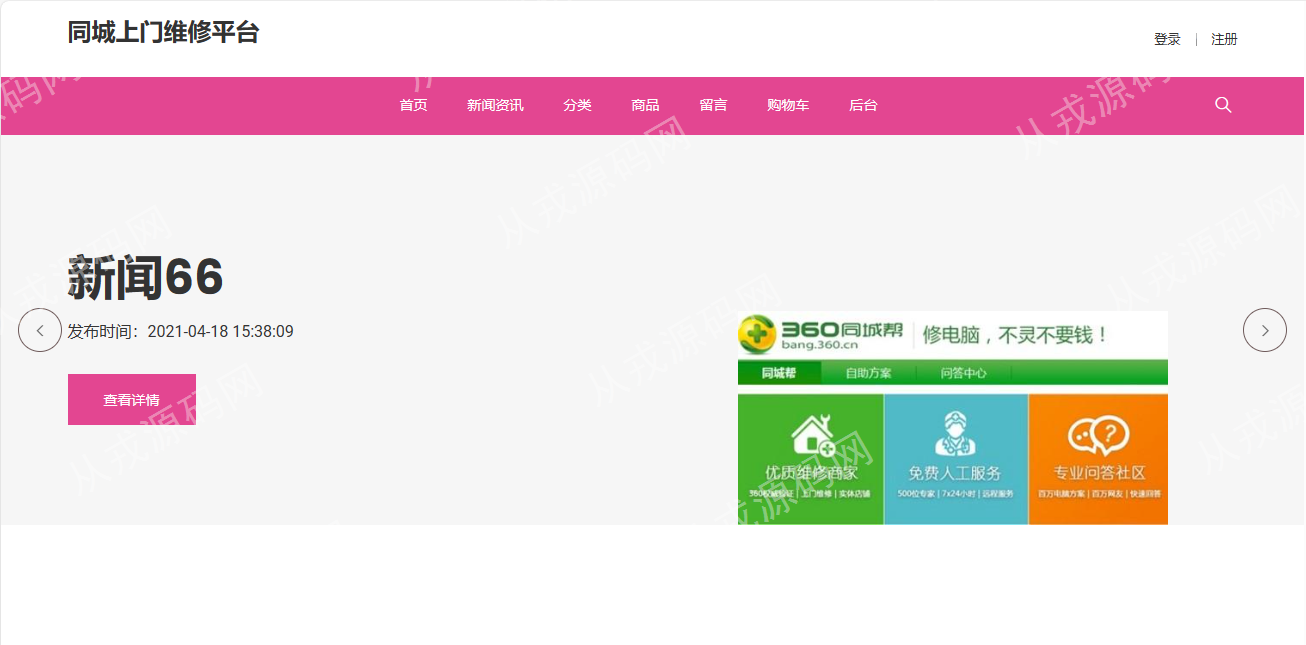 同城上门维修平台
登录 | 注册
首页 新闻资讯 分类 商品 留言 购物车 后台
新闻66
发布时间：2021-04-18 15:38:09
查看详情
360同城帮 修电脑，不灵不要钱！
bang.360.cn
同城帮 自助方案 问答中心
优质维修商家 免费人工服务 专业问答社区
360权威验证 | 上门维修 | 实体店铺 500位专家 | 7x24小时 | 远程服务 百万电脑方案 | 百万网友 | 快速回答
从戎源码网